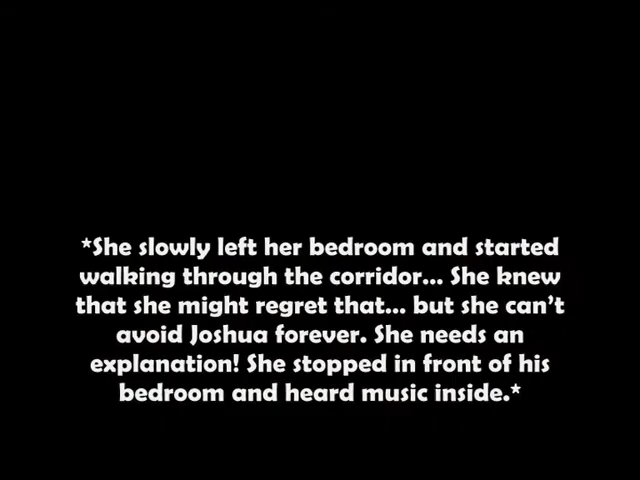 *She slowly left her bedroom and started
walking through the corridor... She knew
that she might regret that... but she can’t
avoid Joshua forever. She needs an
explanation! She stopped in front of his
bedroom and heard music inside.*